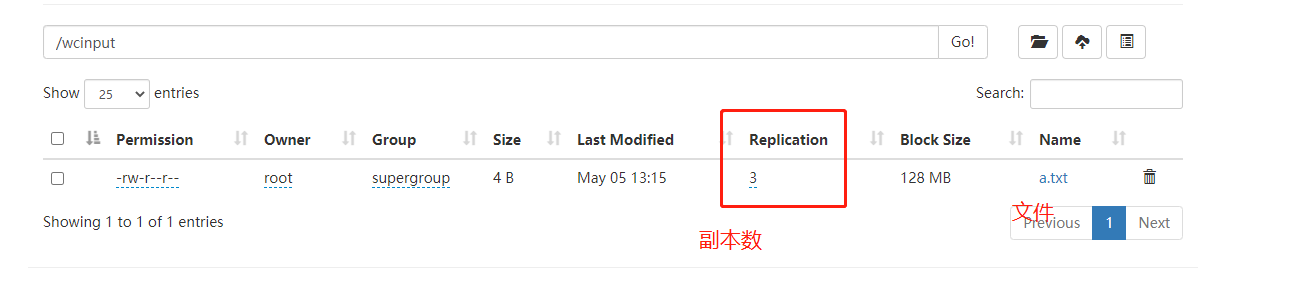 /wcinput Go!
Show 25 entries Search:
Permission Owner Group Size Last Modified Replication Block Size Name
-rw-r--r-- root supergroup 4 B May 05 13:15 3 128 MB a.txt
Showing 1 to 1 of 1 entries
文件
Previous 1 Next
副本数